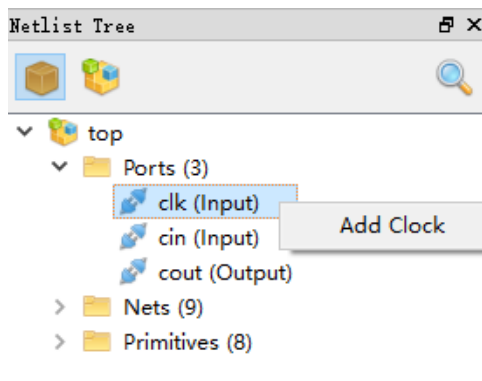 Netlist Tree
top
Ports (3)
clk (Input)
Add Clock
cin (Input)
cout (Output)
Nets (9)
Primitives (8)